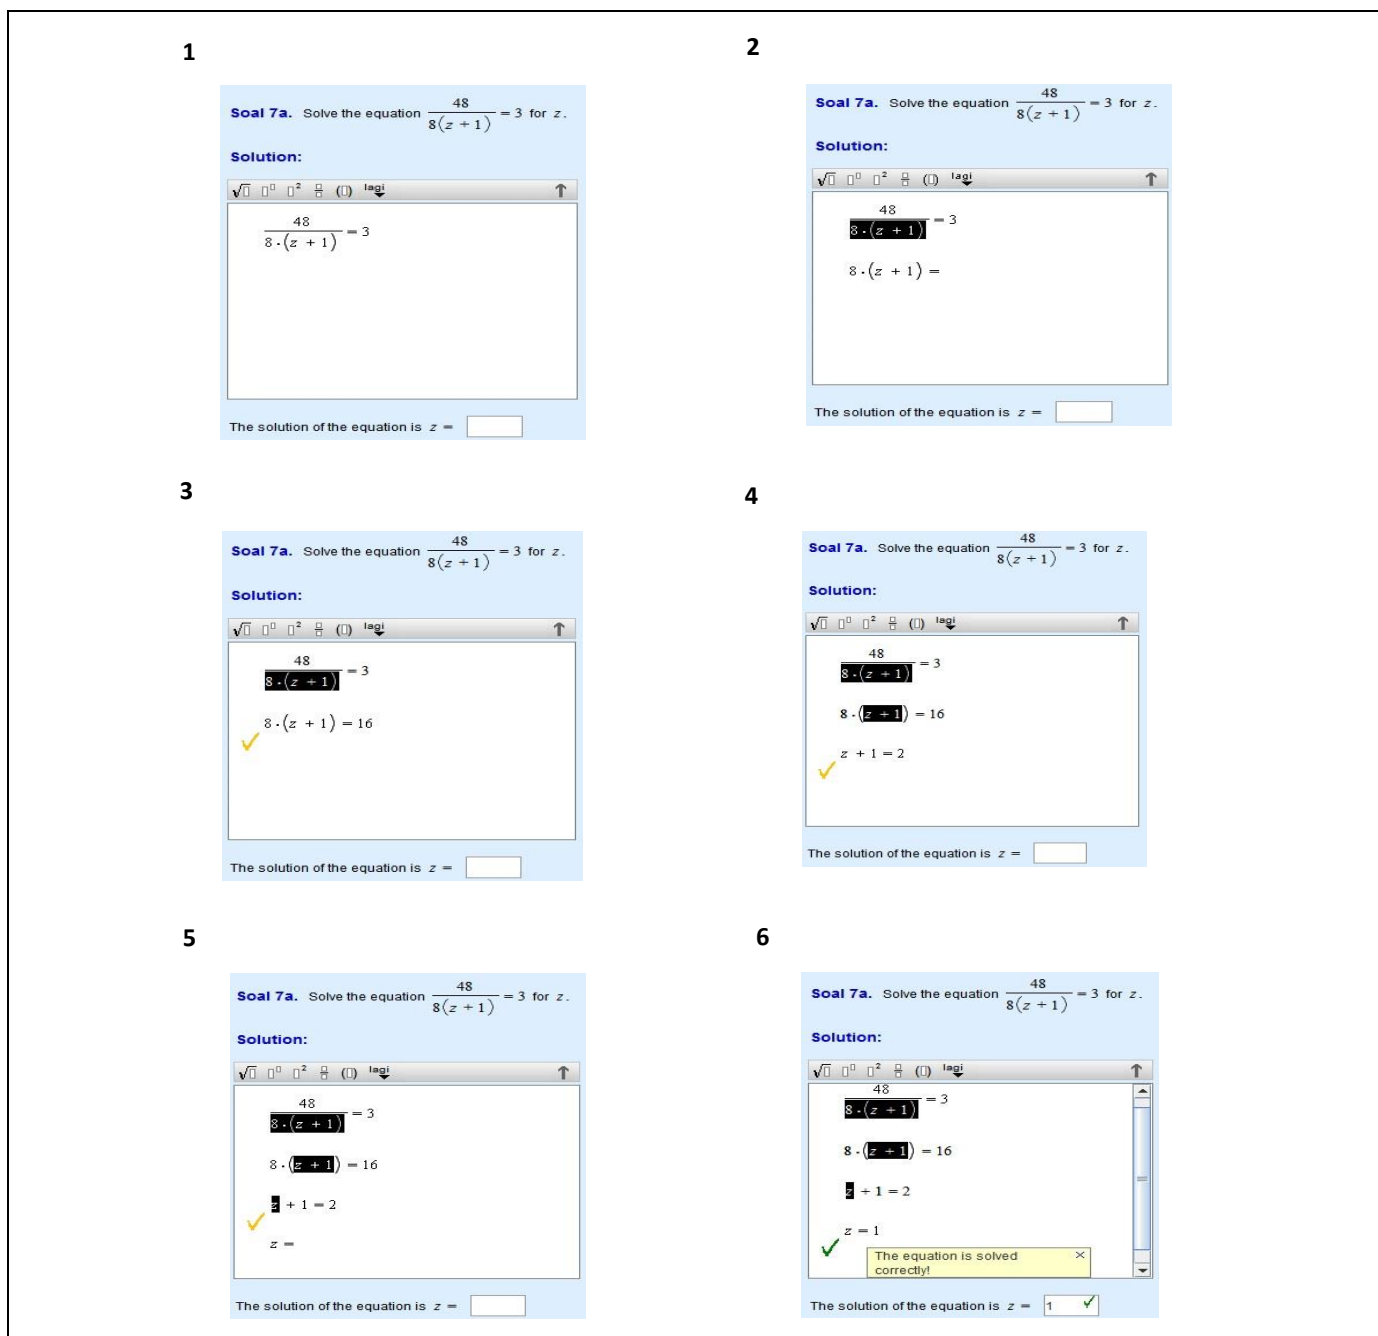 1
Soal 7a. Solve the equation 48/(8(z + 1)) = 3 for z.
Solution:
√▯ ▯▯ ▯² ▯/▯ (▯) lagi ↑
48/(8·(z + 1)) = 3
The solution of the equation is z =
2
Soal 7a. Solve the equation 48/(8(z + 1)) = 3 for z.
Solution:
√▯ ▯▯ ▯² ▯/▯ (▯) lagi ↑
48/(8·(z + 1)) = 3
8·(z + 1) =
The solution of the equation is z =
3
Soal 7a. Solve the equation 48/(8(z + 1)) = 3 for z.
Solution:
√▯ ▯▯ ▯² ▯/▯ (▯) lagi ↑
48/(8·(z + 1)) = 3
8·(z + 1) = 16
The solution of the equation is z =
4
Soal 7a. Solve the equation 48/(8(z + 1)) = 3 for z.
Solution:
√▯ ▯▯ ▯² ▯/▯ (▯) lagi ↑
48/(8·(z + 1)) = 3
8·(z + 1) = 16
z + 1 = 2
The solution of the equation is z =
5
Soal 7a. Solve the equation 48/(8(z + 1)) = 3 for z.
Solution:
√▯ ▯▯ ▯² ▯/▯ (▯) lagi ↑
48/(8·(z + 1)) = 3
8·(z + 1) = 16
z + 1 = 2
z =
The solution of the equation is z =
6
Soal 7a. Solve the equation 48/(8(z + 1)) = 3 for z.
Solution:
√▯ ▯▯ ▯² ▯/▯ (▯) lagi ↑
48/(8·(z + 1)) = 3
8·(z + 1) = 16
z + 1 = 2
z = 1
The equation is solved
correctly!
The solution of the equation is z = 1